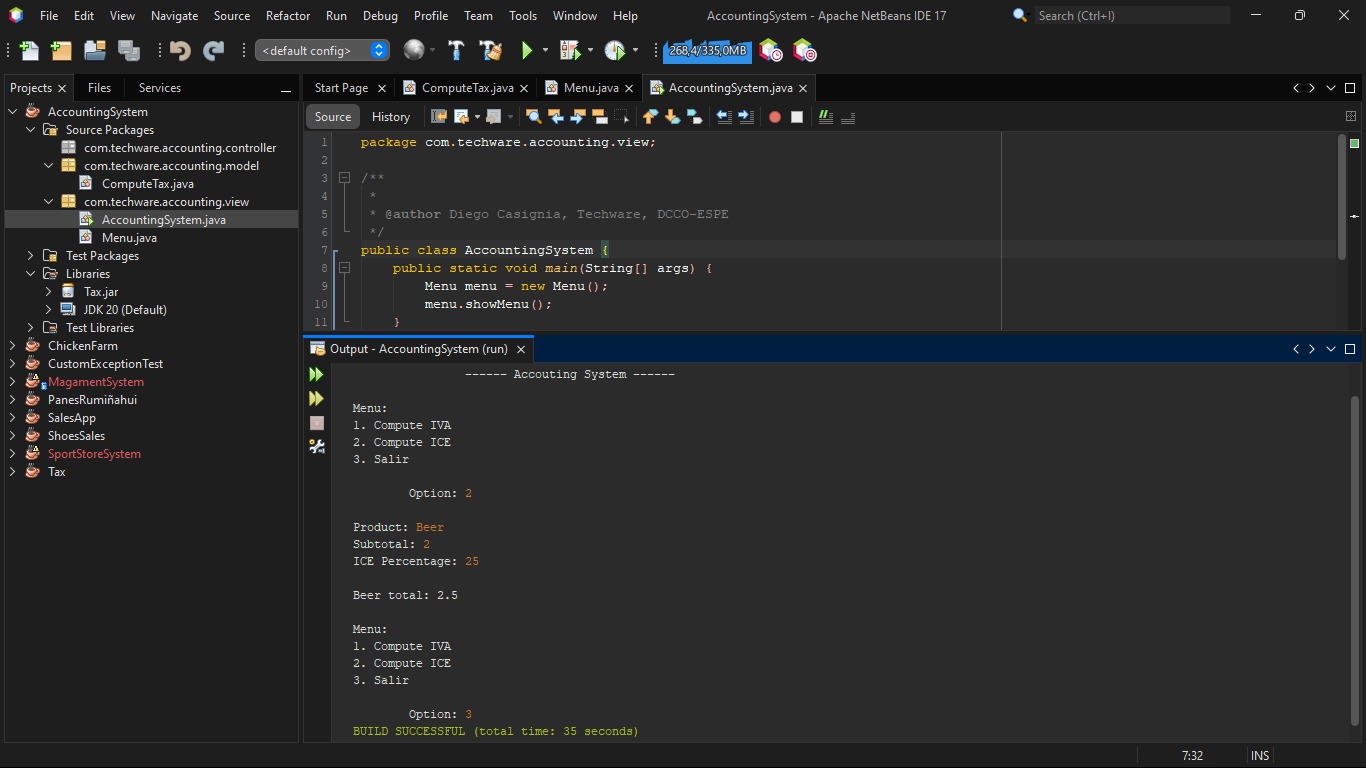 File Edit View Navigate Source Refactor Run Debug Profile Team Tools Window Help AccountingSystem - Apache NetBeans IDE 17 Search (Ctrl+I)
<default config> 268,4/335,0MB
Projects Files Services
AccountingSystem
Source Packages
com.techware.accounting.controller
com.techware.accounting.model
ComputeTax.java
com.techware.accounting.view
AccountingSystem.java
Menu.java
Test Packages
Libraries
Tax.jar
JDK 20 (Default)
Test Libraries
ChickenFarm
CustomExceptionTest
MagamentSystem
PanesRumiñahui
SalesApp
ShoesSales
SportStoreSystem
Tax
Start Page ComputeTax.java Menu.java AccountingSystem.java
Source History
1 package com.techware.accounting.view;
2
3 /**
4 *
5 * @author Diego Casignia, Techware, DCCO-ESPE
6 */
7 public class AccountingSystem {
8 public static void main(String[] args) {
9 Menu menu = new Menu();
10 menu.showMenu();
11 }
Output - AccountingSystem (run)
------ Accouting System ------
Menu:
1. Compute IVA
2. Compute ICE
3. Salir
Option: 2
Product: Beer
Subtotal: 2
ICE Percentage: 25
Beer total: 2.5
Menu:
1. Compute IVA
2. Compute ICE
3. Salir
Option: 3
BUILD SUCCESSFUL (total time: 35 seconds)
7:32 INS